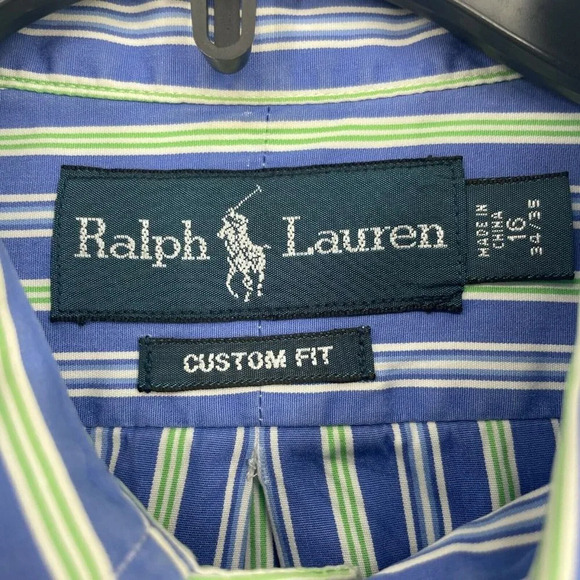 Ralph Lauren
CUSTOM FIT
MADE IN
CHINA
16
34/35